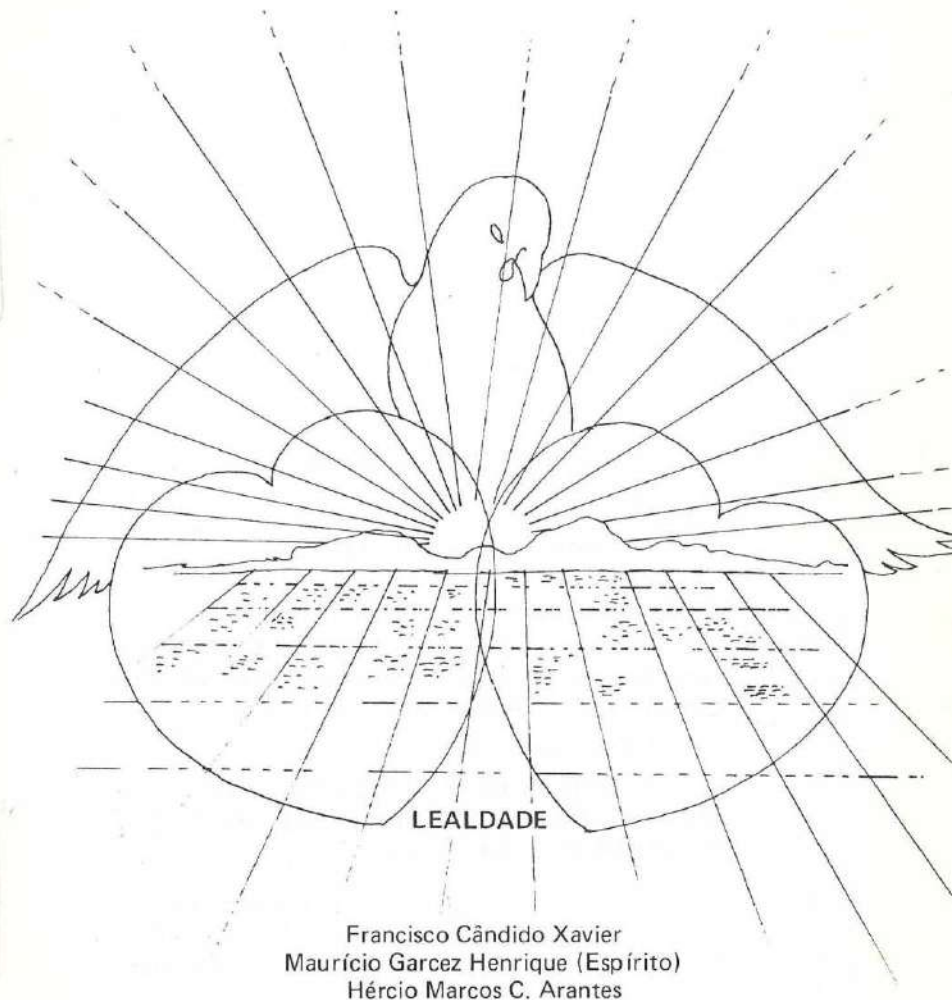 LEALDADE
Francisco Cândido Xavier
Maurício Garcez Henrique (Espírito)
Hércio Marcos C. Arantes